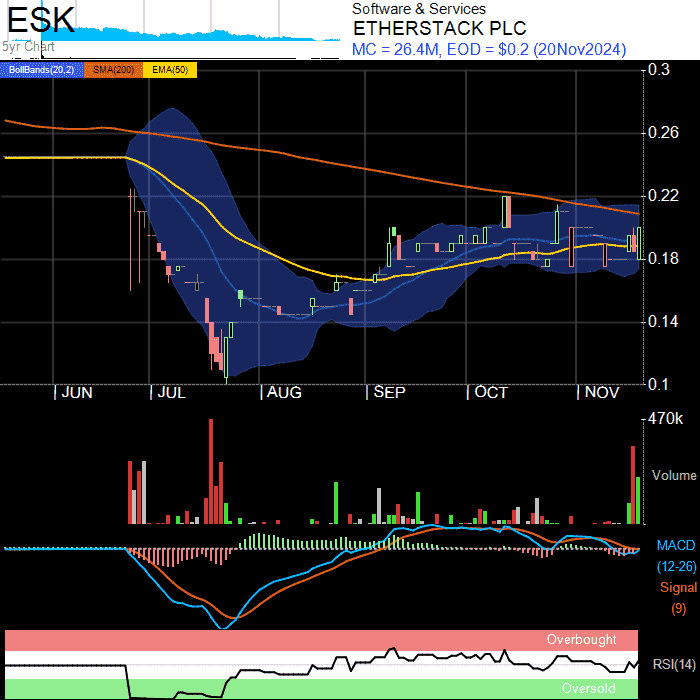 ESK
5yr Chart
Software & Services
ETHERSTACK PLC
MC = 26.4M, EOD = $0.2 (20Nov2024)
BollBands(20,2) SMA(200) EMA(50)
0.3
0.26
0.22
0.18
0.14
0.1
JUN JUL AUG SEP OCT NOV
470k
Volume
MACD
(12-26)
Signal
(9)
Overbought
RSI(14)
Oversold